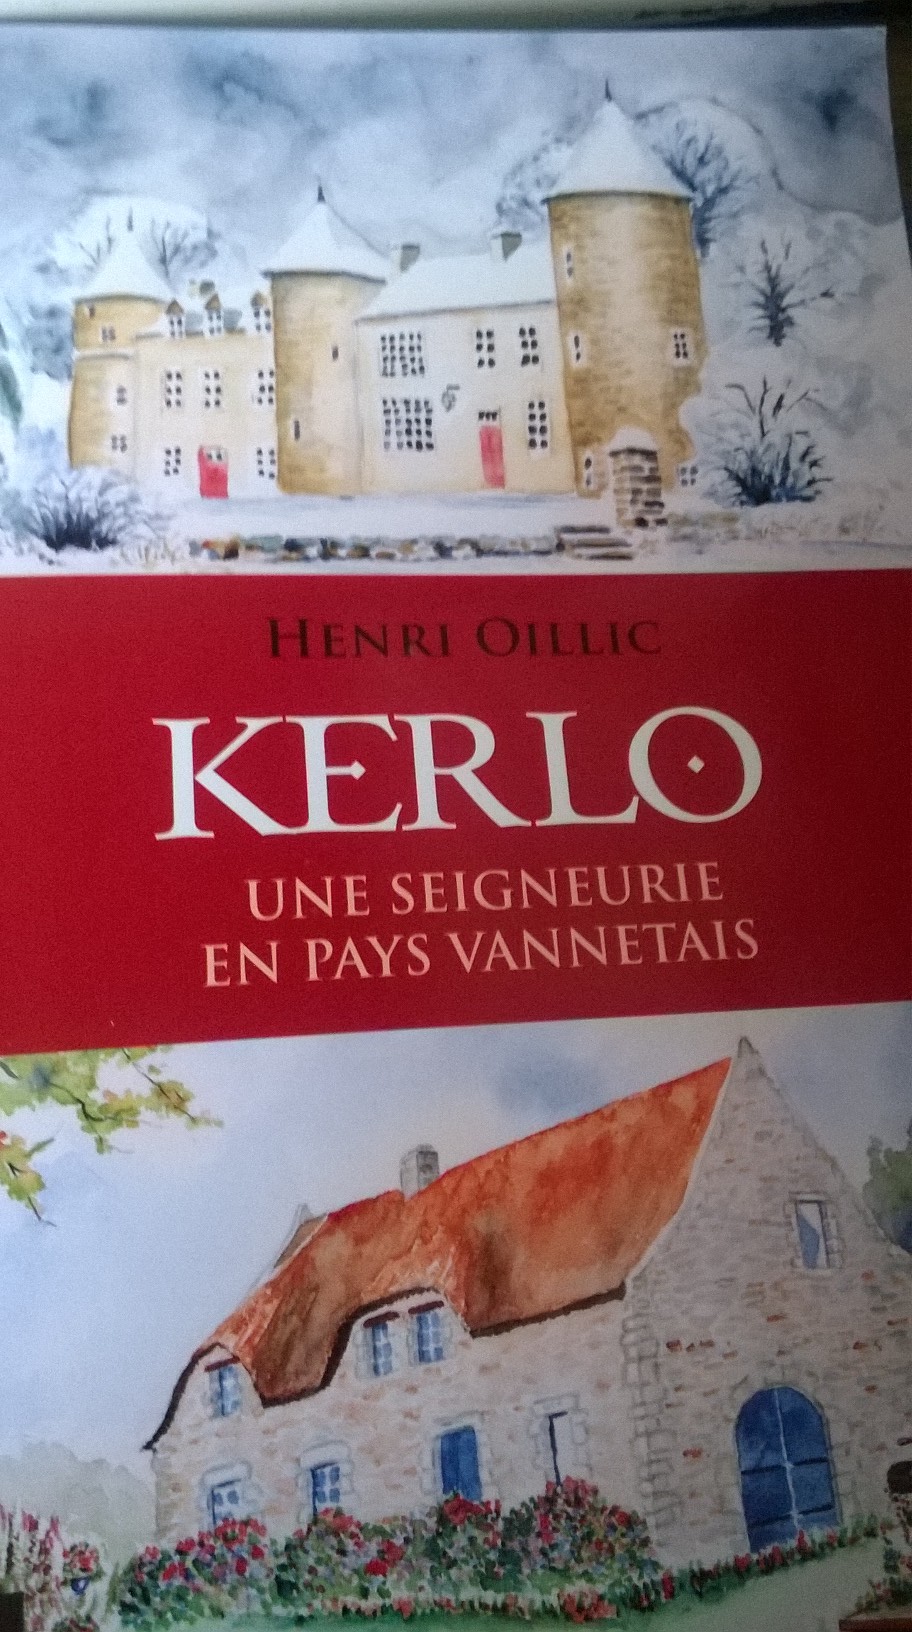 HENRI OILLIC
KERLO
UNE SEIGNEURIE
EN PAYS VANNETAIS